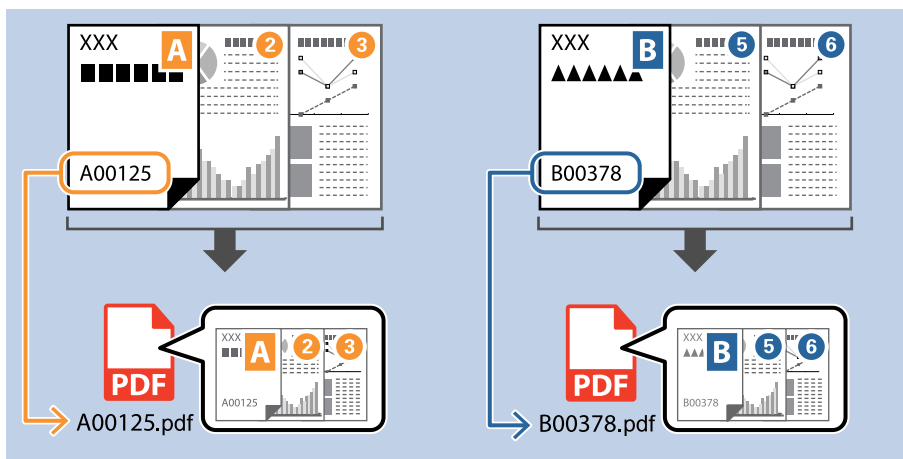 XXX A 2 3
A00125
PDF
XXX A 2 3
A00125
A00125.pdf
XXX B 5 6
B00378
PDF
XXX B 5 6
B00378
B00378.pdf